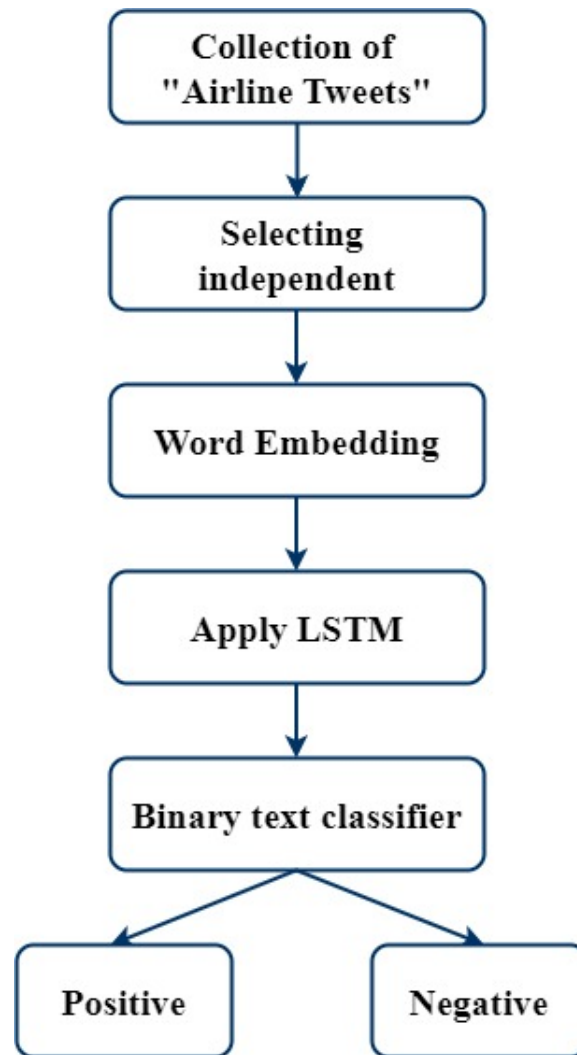 Collection of
"Airline Tweets"
Selecting
independent
Word Embedding
Apply LSTM
Binary text classifier
Positive
Negative